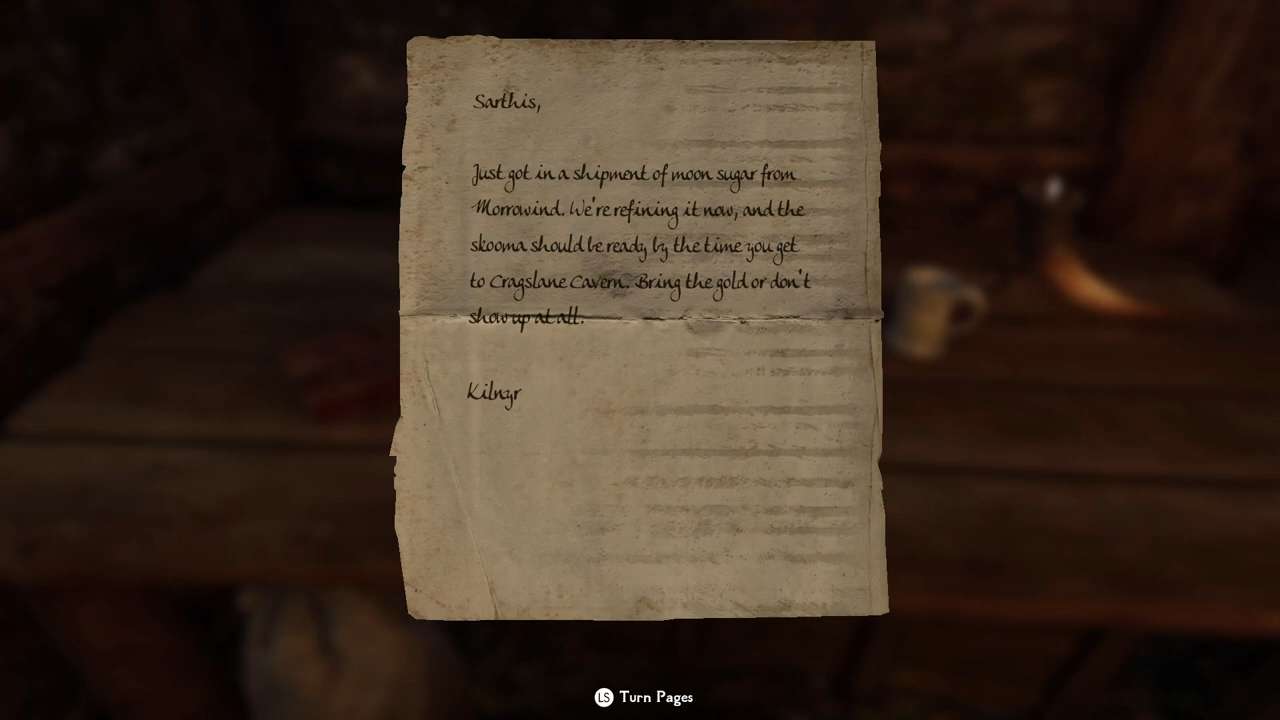 Sarthis,
Just got in a shipment of moon sugar from
Morrowind. We're refining it now, and the
skooma should be ready by the time you get
to Cragslane Cavern. Bring the gold or don't
show up at all.
Kilnyr
LS Turn Pages